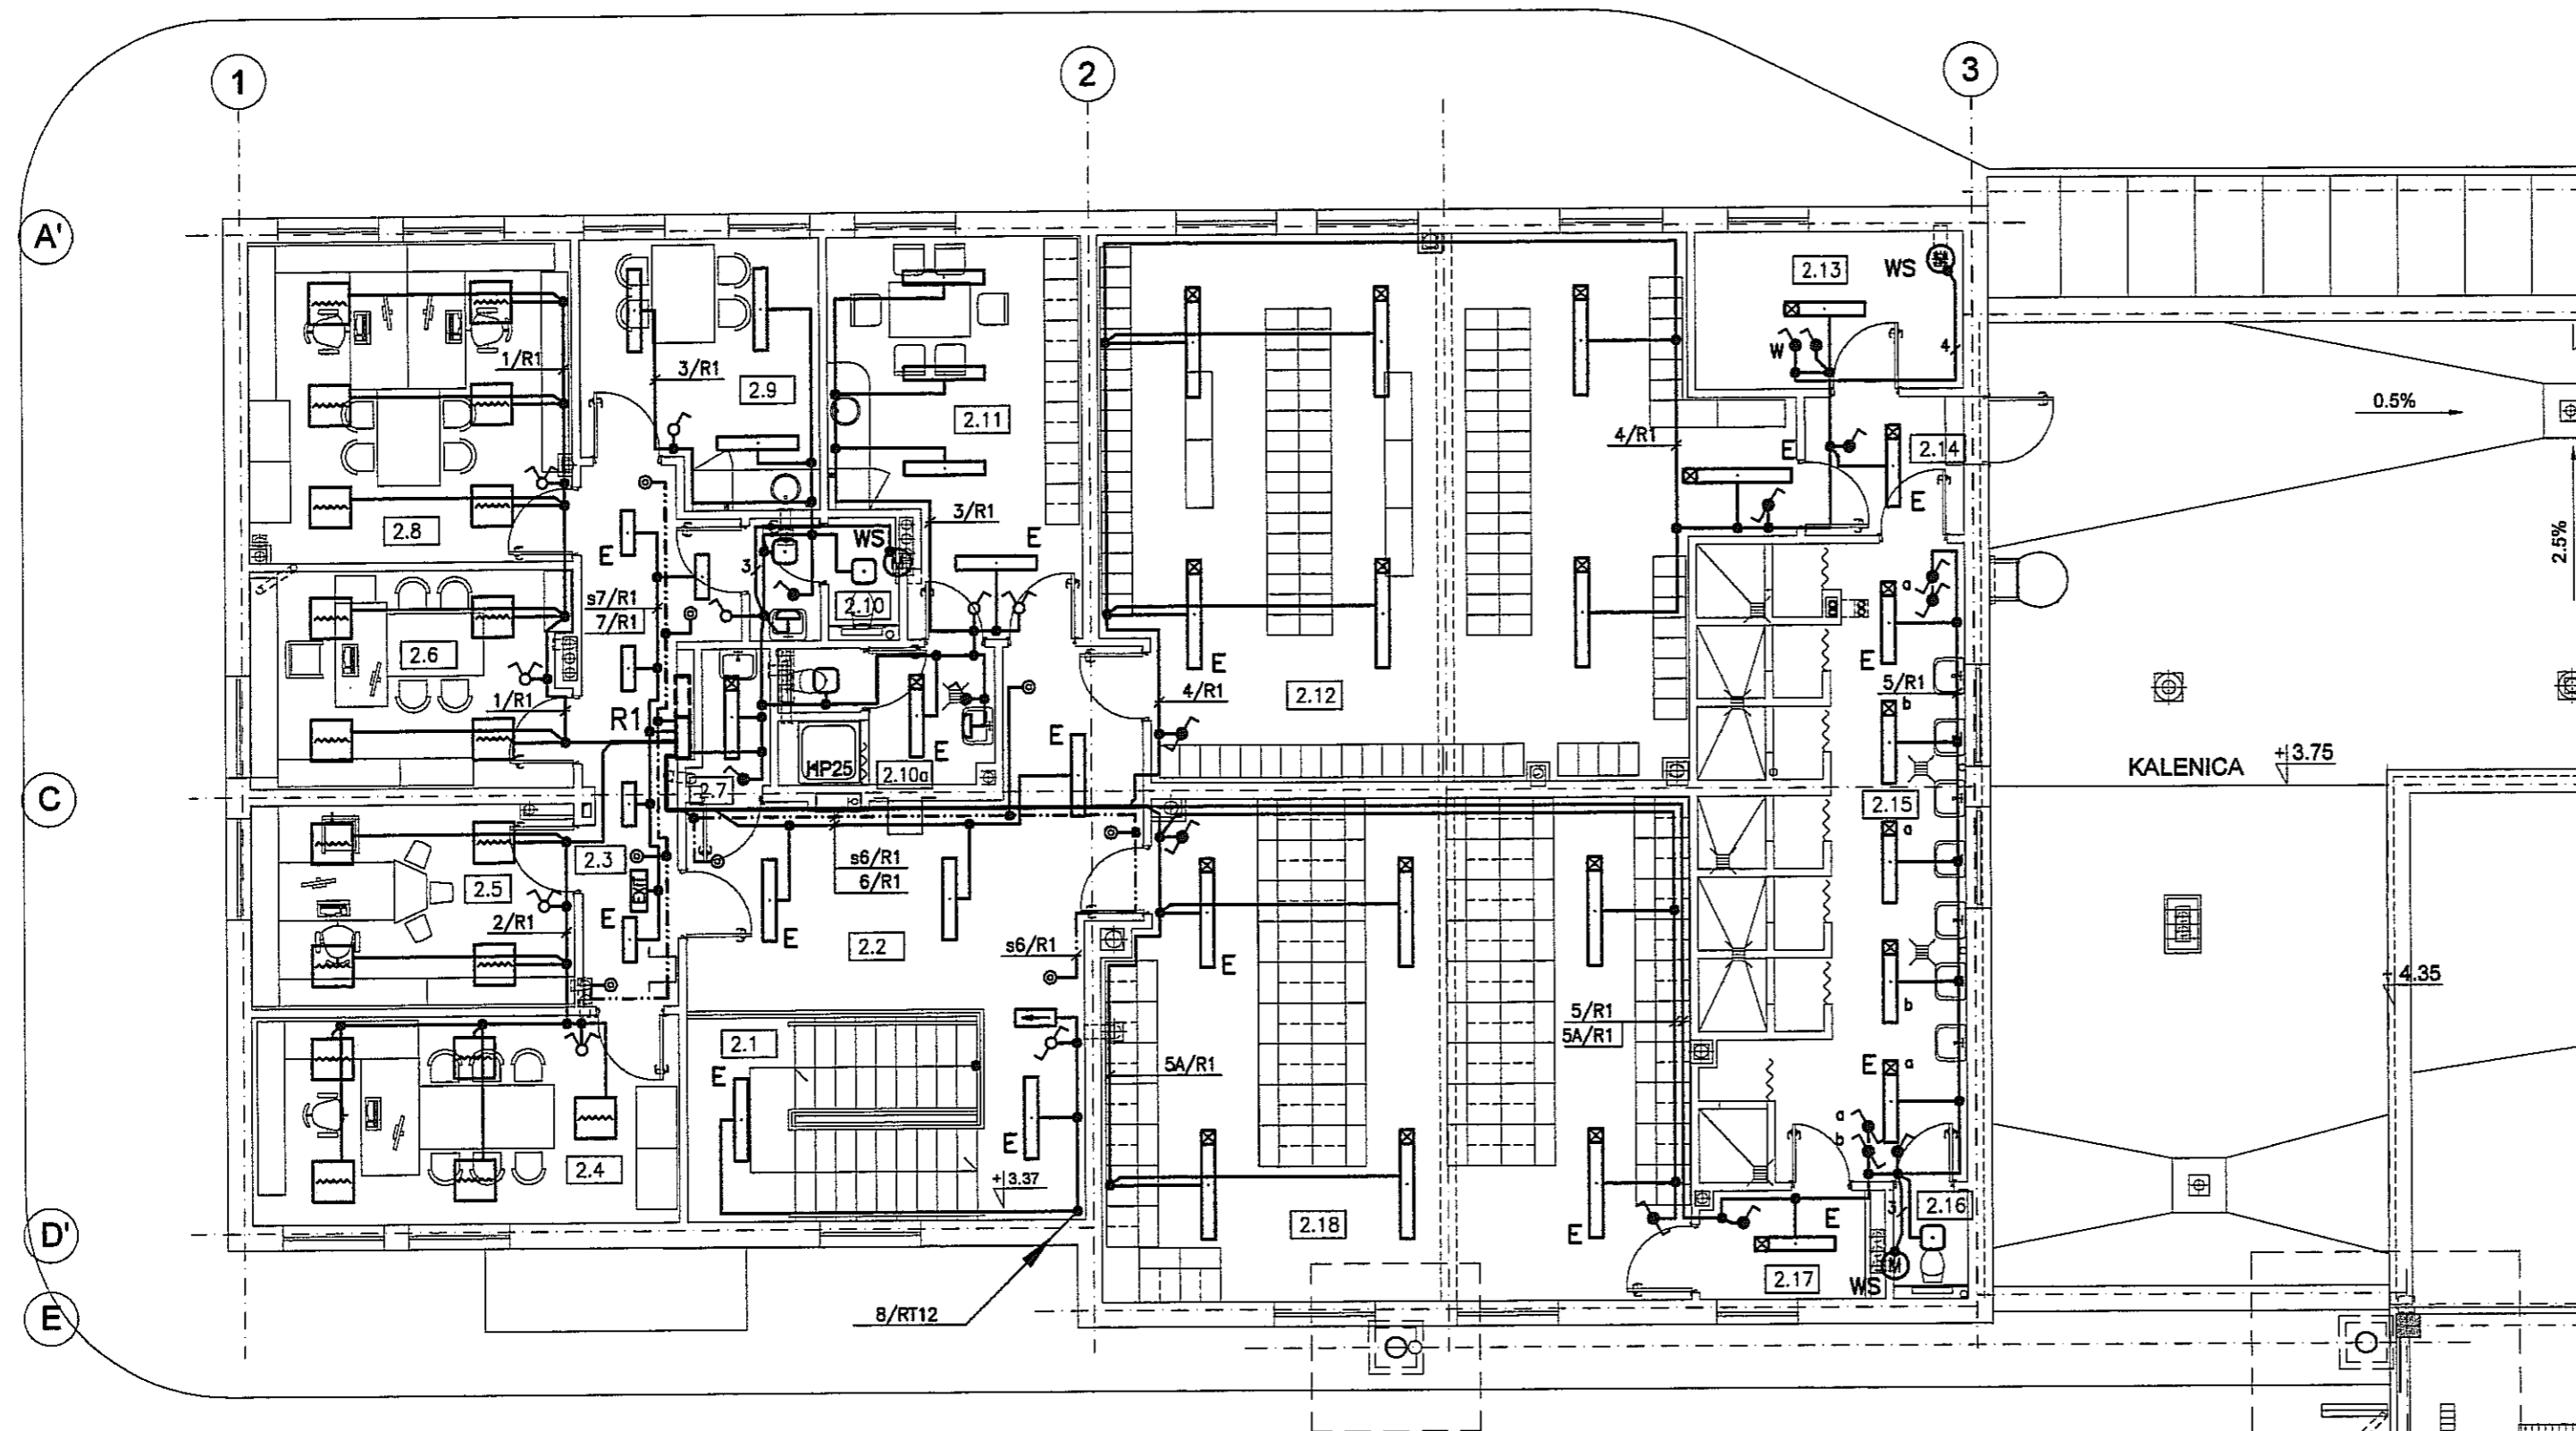 1
2
3
A'
2.13
WS
W
4
1/R1
3/R1
2.9
2.11
0.5%
4/R1
E
2.14
E
2.5%
2.8
3/R1
E
WS
E
3
2.10
s7/R1
7/R1
a
E
2.6
E
5/R1
b
2.12
4/R1
1/R1
R1
E
E
HP25
2.10a
2.7
KALENICA
+3.75
C
2.15
a
2.3
s6/R1
6/R1
2.5
EXIT
E
2/R1
E
2.2
s6/R1
E
4.35
b
5/R1
5A/R1
2.1
5A/R1
E
E
E
a
a
b
2.4
+3.37
3
2.16
D'
2.18
E
E
2.17
WS
M
E
8/RT12